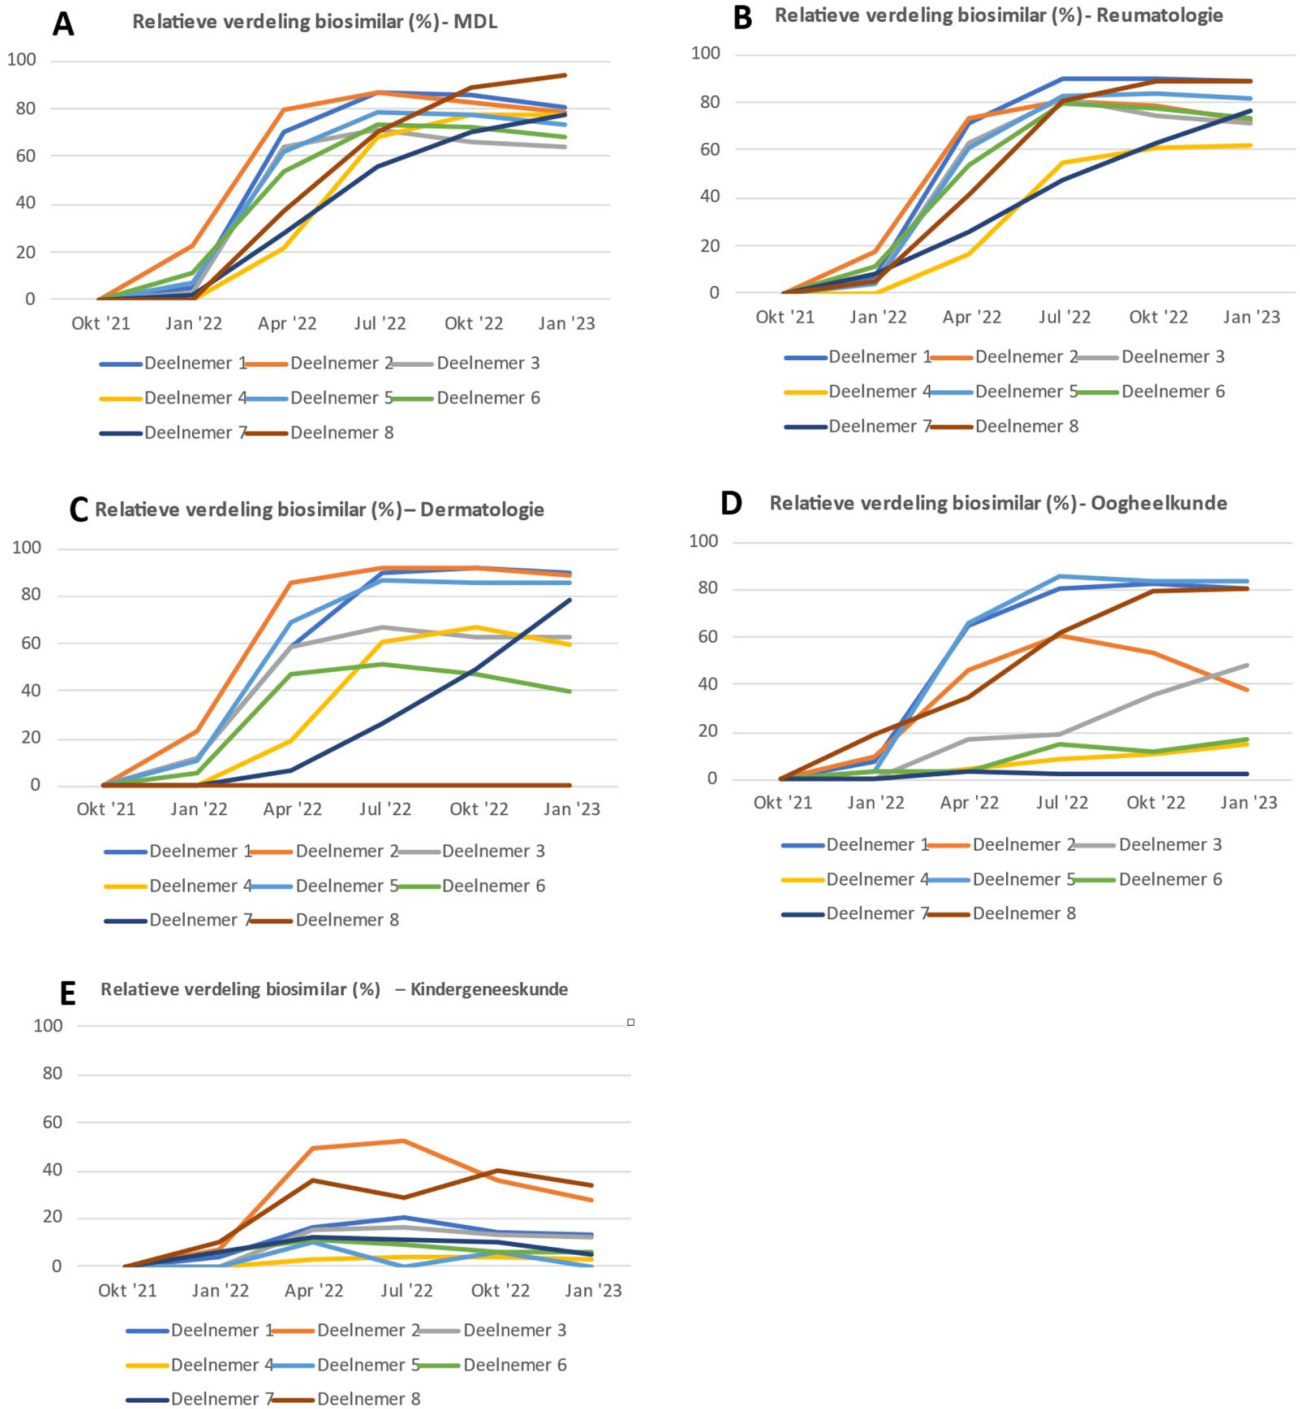 A Relatieve verdeling biosimilar (%) - MDL
100
80
60
40
20
0
Okt '21 Jan '22 Apr '22 Jul '22 Okt '22 Jan '23
Deelnemer 1 Deelnemer 2 Deelnemer 3
Deelnemer 4 Deelnemer 5 Deelnemer 6
Deelnemer 7 Deelnemer 8
B Relatieve verdeling biosimilar (%) - Reumatologie
100
80
60
40
20
0
Okt '21 Jan '22 Apr '22 Jul '22 Okt '22 Jan '23
Deelnemer 1 Deelnemer 2 Deelnemer 3
Deelnemer 4 Deelnemer 5 Deelnemer 6
Deelnemer 7 Deelnemer 8
C Relatieve verdeling biosimilar (%) – Dermatologie
100
80
60
40
20
0
Okt '21 Jan '22 Apr '22 Jul '22 Okt '22 Jan '23
Deelnemer 1 Deelnemer 2 Deelnemer 3
Deelnemer 4 Deelnemer 5 Deelnemer 6
Deelnemer 7 Deelnemer 8
D Relatieve verdeling biosimilar (%) - Oogheelkunde
100
80
60
40
20
0
Okt '21 Jan '22 Apr '22 Jul '22 Okt '22 Jan '23
Deelnemer 1 Deelnemer 2 Deelnemer 3
Deelnemer 4 Deelnemer 5 Deelnemer 6
Deelnemer 7 Deelnemer 8
E Relatieve verdeling biosimilar (%) – Kindergeneeskunde
100
80
60
40
20
0
Okt '21 Jan '22 Apr '22 Jul '22 Okt '22 Jan '23
Deelnemer 1 Deelnemer 2 Deelnemer 3
Deelnemer 4 Deelnemer 5 Deelnemer 6
Deelnemer 7 Deelnemer 8